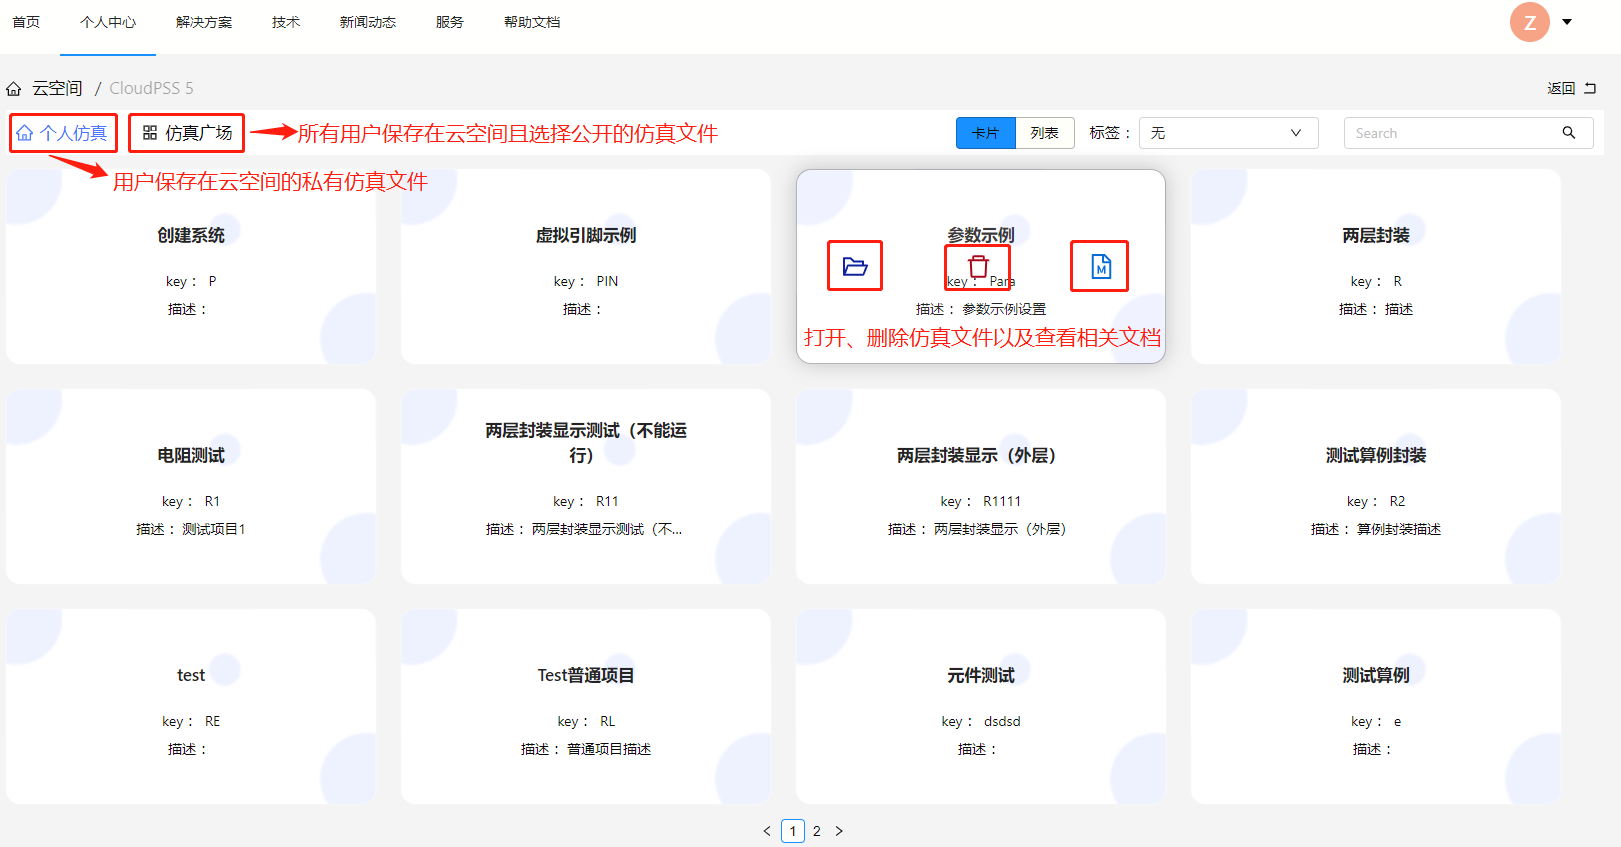 首页 个人中心 解决方案 技术 新闻动态 服务 帮助文档 Z
云空间 / CloudPSS 5 返回
个人仿真 仿真广场 所有用户保存在云空间且选择公开的仿真文件 卡片 列表 标签： 无 Search
用户保存在云空间的私有仿真文件
创建系统 虚拟引脚示例 参数示例 两层封装
key： P key： PIN key： Para key： R
M
描述： 描述： 描述： 参数示例设置 描述： 描述
打开、删除仿真文件以及查看相关文档
电阻测试 两层封装显示测试（不能运
行） 两层封装显示（外层） 测试算例封装
key： R1 key： R11 key： R1111 key： R2
描述： 测试项目1 描述： 两层封装显示测试（不... 描述： 两层封装显示（外层） 描述： 算例封装描述
test Test普通项目 元件测试 测试算例
key： RE key： RL key： dsdsd key： e
描述： 描述： 普通项目描述 描述： 描述：
< 1 2 >